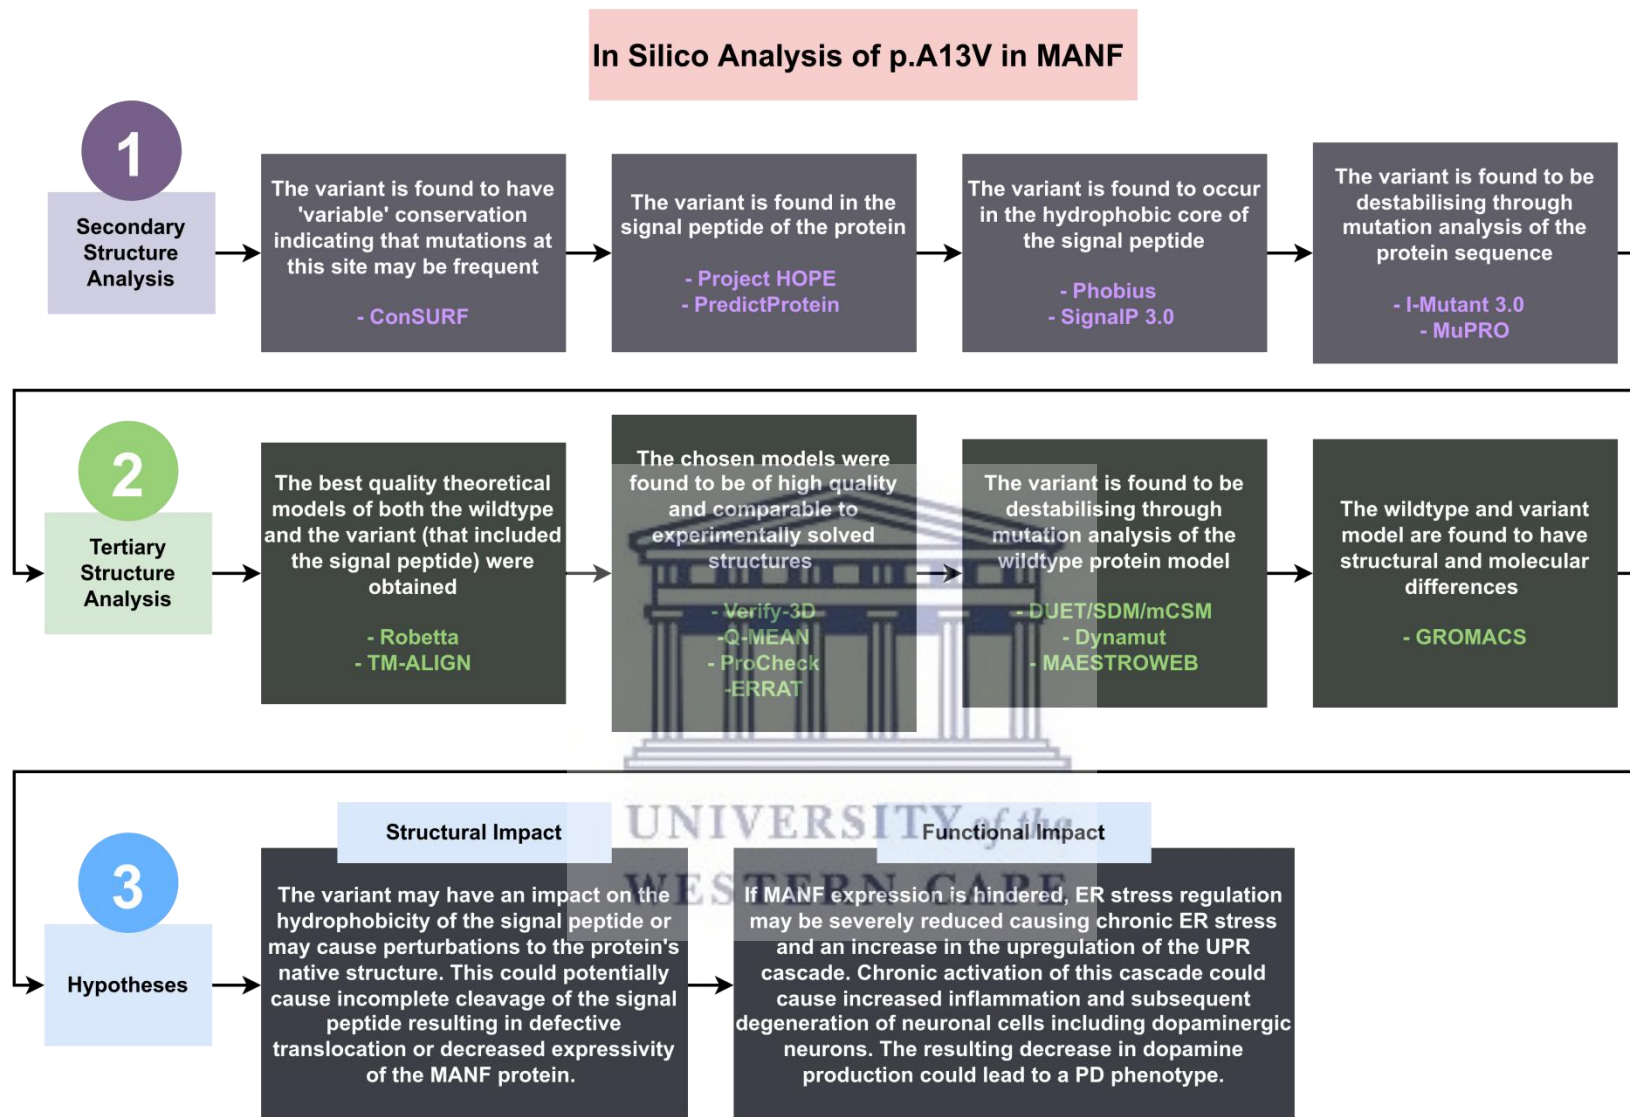 In Silico Analysis of p.A13V in MANF
1
Secondary
Structure
Analysis
The variant is found to have
'variable' conservation
indicating that mutations at
this site may be frequent
- ConSURF
The variant is found in the
signal peptide of the protein
- Project HOPE
- PredictProtein
The variant is found to occur
in the hydrophobic core of
the signal peptide
- Phobius
- SignalP 3.0
The variant is found to be
destabilising through
mutation analysis of the
protein sequence
- I-Mutant 3.0
- MuPRO
2
Tertiary
Structure
Analysis
The best quality theoretical
models of both the wildtype
and the variant (that included
the signal peptide) were
obtained
- Robetta
- TM-ALIGN
The chosen models were
found to be of high quality
and comparable to
experimentally solved
structures
- Verify-3D
-Q-MEAN
- ProCheck
-ERRAT
The variant is found to be
destabilising through
mutation analysis of the
wildtype protein model
- DUET/SDM/mCSM
- Dynamut
- MAESTROWEB
The wildtype and variant
model are found to have
structural and molecular
differences
- GROMACS
3
Hypotheses
Structural Impact
The variant may have an impact on the
hydrophobicity of the signal peptide or
may cause perturbations to the protein's
native structure. This could potentially
cause incomplete cleavage of the signal
peptide resulting in defective
translocation or decreased expressivity
of the MANF protein.
Functional Impact
If MANF expression is hindered, ER stress regulation
may be severely reduced causing chronic ER stress
and an increase in the upregulation of the UPR
cascade. Chronic activation of this cascade could
cause increased inflammation and subsequent
degeneration of neuronal cells including dopaminergic
neurons. The resulting decrease in dopamine
production could lead to a PD phenotype.
UNIVERSITY of the
WESTERN CAPE